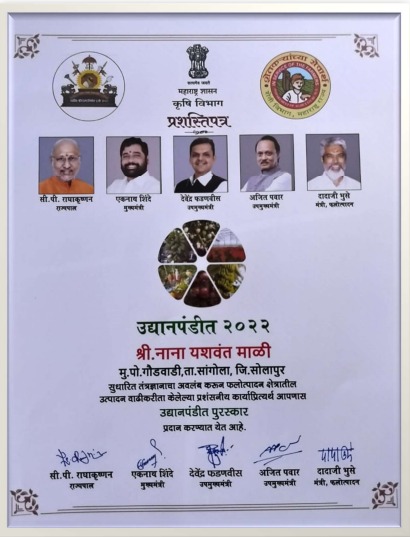 महाराष्ट्र शासन
कृषि विभाग
प्रशस्तिपत्र
सी.पी. राधाकृष्णन
राज्यपाल
एकनाथ शिंदे
मुख्यमंत्री
देवेंद्र फडणवीस
उपमुख्यमंत्री
अजित पवार
उपमुख्यमंत्री
दादाजी भुसे
मंत्री, फलोत्पादन
उद्यानपंडीत २०२२
श्री.नाना यशवंत माळी
मु.पो.गौडवाडी,ता.सांगोला, जि.सोलापुर
सुधारित तंत्रज्ञानाचा अवलंब करून फलोत्पादन क्षेत्रातील
उत्पादन वाढीकरीता केलेल्या प्रशंसनीय कार्याप्रित्यर्थ आपणास
उद्यानपंडीत पुरस्कार
प्रदान करण्यात येत आहे.
सी. पी. राधाकृष्णन
राज्यपाल
एकनाथ शिंदे
मुख्यमंत्री
देवेंद्र फडणवीस
उपमुख्यमंत्री
अजित पवार
उपमुख्यमंत्री
दादाजी भुसे
मंत्री, फलोत्पादन